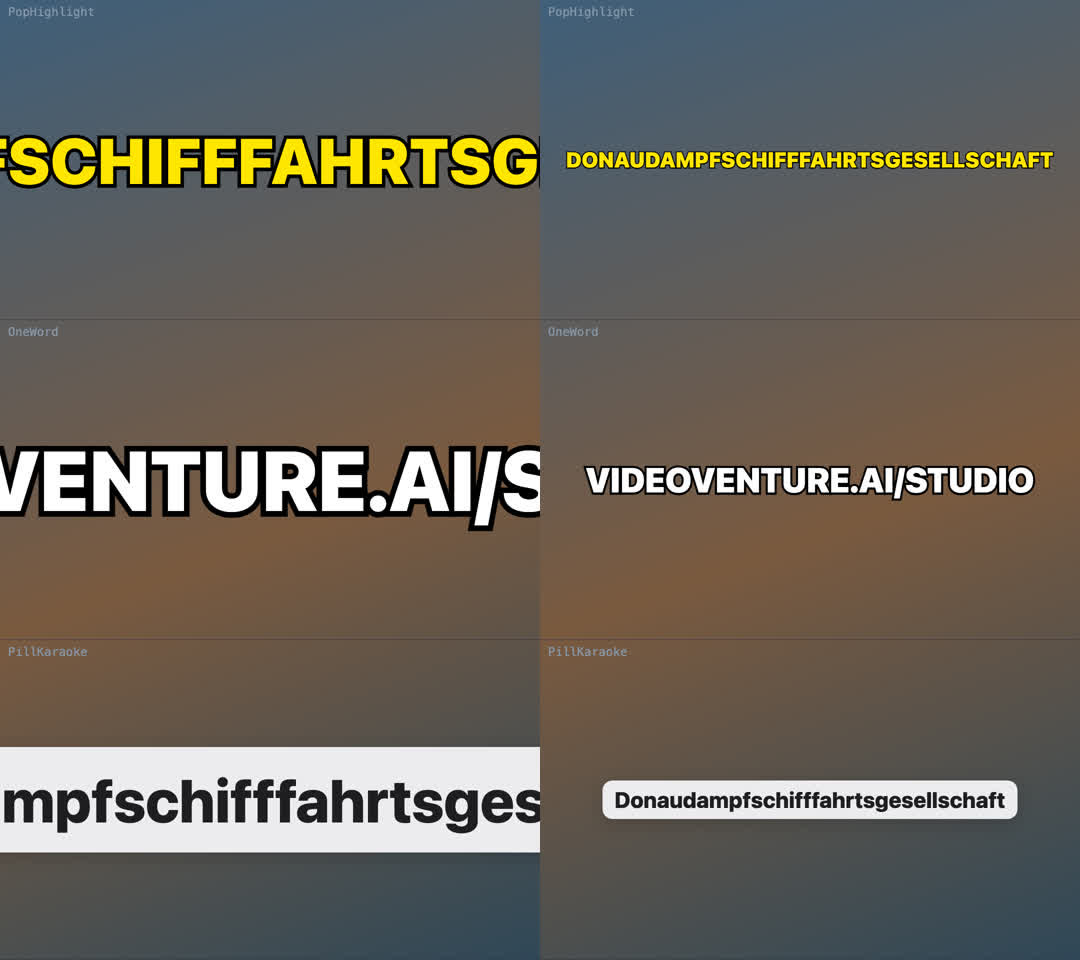 PopHighlight
PopHighlight
FSCHIFFFAHRTSG
DONAUDAMPFSCHIFFFAHRTSGESELLSCHAFT
OneWord
OneWord
VENTURE.AI/S
VIDEOVENTURE.AI/STUDIO
PillKaraoke
PillKaraoke
mpfschifffahrtsges
Donaudampfschifffahrtsgesellschaft